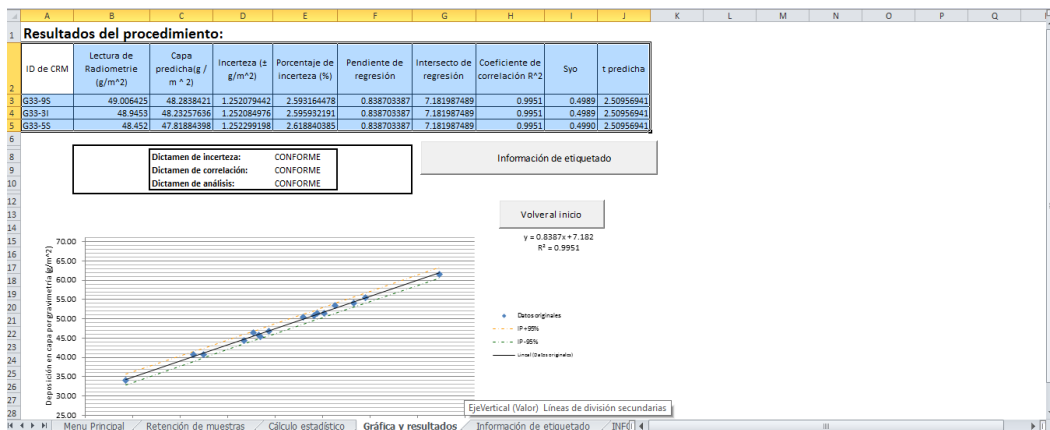 A B C D E F G H I J K L M N O P Q
1 Resultados del procedimiento:
2 ID de CRM Lectura de Radiometrie (g/m^2) Capa predicha(g / m ^ 2) Incerteza (± g/m^2) Porcentaje de incerteza (%) Pendiente de regresión Intersecto de regresión Coeficiente de correlación R^2 Syo t predicha
3 G33-9S 49.006425 48.2838421 1.252079442 2.593164478 0.838703387 7.181987489 0.9951 0.4989 2.50956941
4 G33-3I 48.9453 48.23257636 1.252084976 2.595932191 0.838703387 7.181987489 0.9951 0.4989 2.50956941
5 G33-5S 48.452 47.81884398 1.252299198 2.618840385 0.838703387 7.181987489 0.9951 0.4990 2.50956941
6
8 Dictamen de incerteza: CONFORME
9 Dictamen de correlación: CONFORME
10 Dictamen de análisis: CONFORME
Información de etiquetado
12
13 Volver al inicio
14
15 y = 0.8387x + 7.182
16 R² = 0.9951
17
18
19
20
21
22
23
24
25
26
27
28
Deposición en capa por gravimetría (g/m^2)
70.00
65.00
60.00
55.00
50.00
45.00
40.00
35.00
30.00
25.00
Datos originales
IP+95%
IP-95%
Lineal (Datos originales)
EjeVertical (Valor) Líneas de división secundarias
Menu Principal Retención de muestras Cálculo estadístico Gráfica y resultados Información de etiquetado